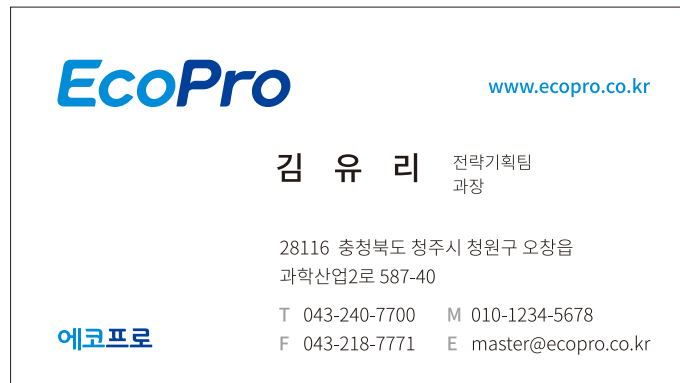 EcoPro
www.ecopro.co.kr
김 유 리
전략기획팀
과장
28116 충청북도 청주시 청원구 오창읍
과학산업2로 587-40
T 043-240-7700 M 010-1234-5678
F 043-218-7771 E master@ecopro.co.kr
에코프로